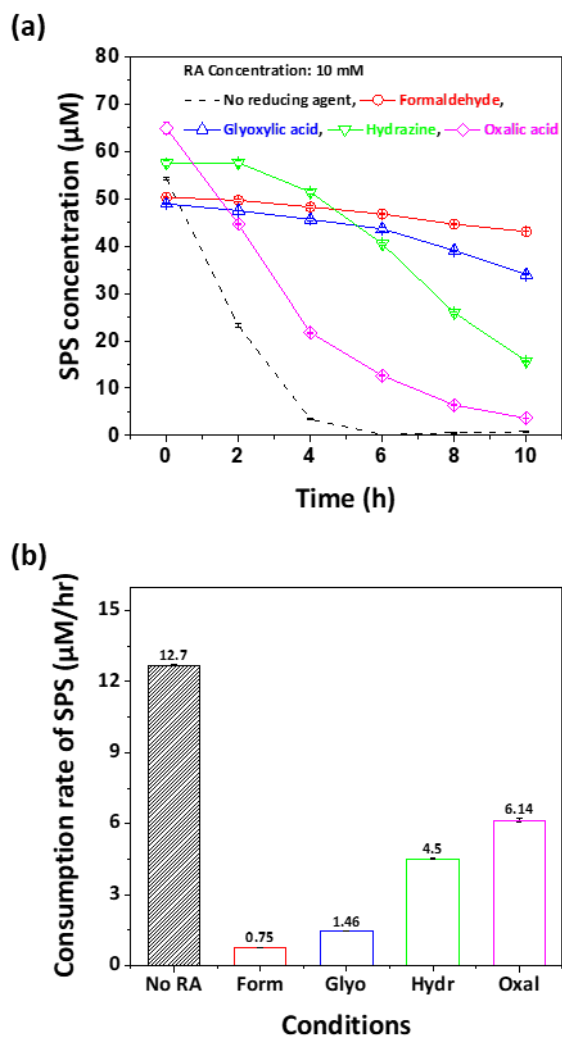 (a)
80
70
60
50
40
30
20
10
0
SPS concentration (µM)
RA Concentration: 10 mM
No reducing agent, Formaldehyde,
Glyoxylic acid, Hydrazine, Oxalic acid
0 2 4 6 8 10
Time (h)
(b)
15
12
9
6
3
0
Consumption rate of SPS (µM/hr)
12.7
0.75
1.46
4.5
6.14
No RA Form Glyo Hydr Oxal
Conditions